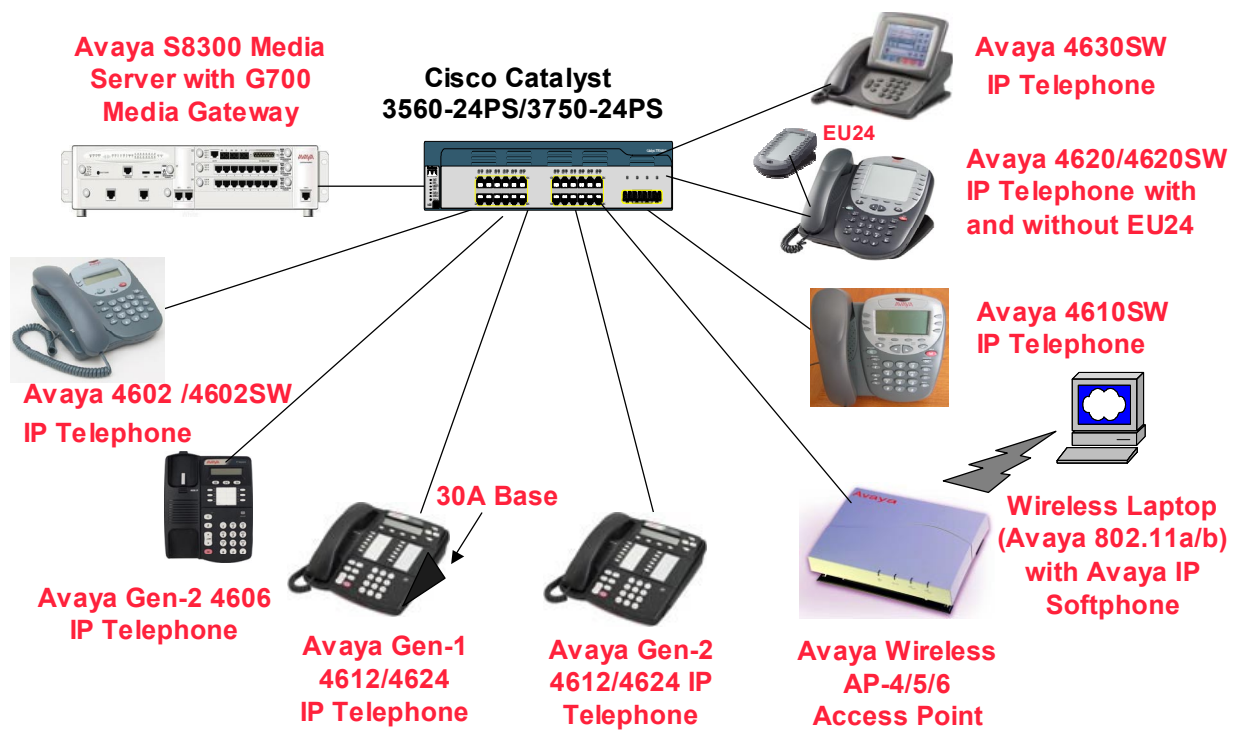 Avaya S8300 Media
Server with G700
Media Gateway
Cisco Catalyst
3560-24PS/3750-24PS
Avaya 4630SW
IP Telephone
EU24
Avaya 4620/4620SW
IP Telephone with
and without EU24
AVAYA
Avaya 4610SW
IP Telephone
Avaya 4602 /4602SW
IP Telephone
30A Base
Avaya Gen-2 4606
IP Telephone
Avaya Gen-1
4612/4624
IP Telephone
Avaya Gen-2
4612/4624 IP
Telephone
Avaya
Avaya Wireless
AP-4/5/6
Access Point
Wireless Laptop
(Avaya 802.11a/b)
with Avaya IP
Softphone